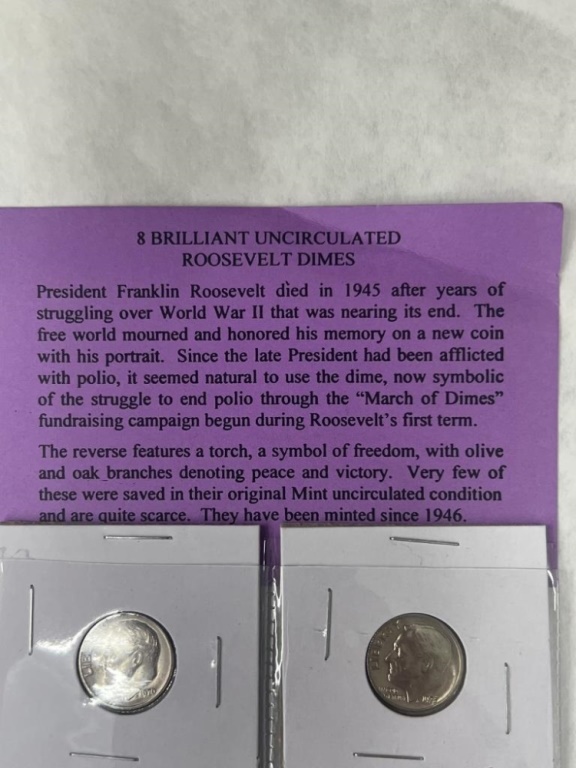 8 BRILLIANT UNCIRCULATED
ROOSEVELT DIMES
President Franklin Roosevelt died in 1945 after years of
struggling over World War II that was nearing its end. The
free world mourned and honored his memory on a new coin
with his portrait. Since the late President had been afflicted
with polio, it seemed natural to use the dime, now symbolic
of the struggle to end polio through the “March of Dimes”
fundraising campaign begun during Roosevelt’s first term.
The reverse features a torch, a symbol of freedom, with olive
and oak branches denoting peace and victory. Very few of
these were saved in their original Mint uncirculated condition
and are quite scarce. They have been minted since 1946.